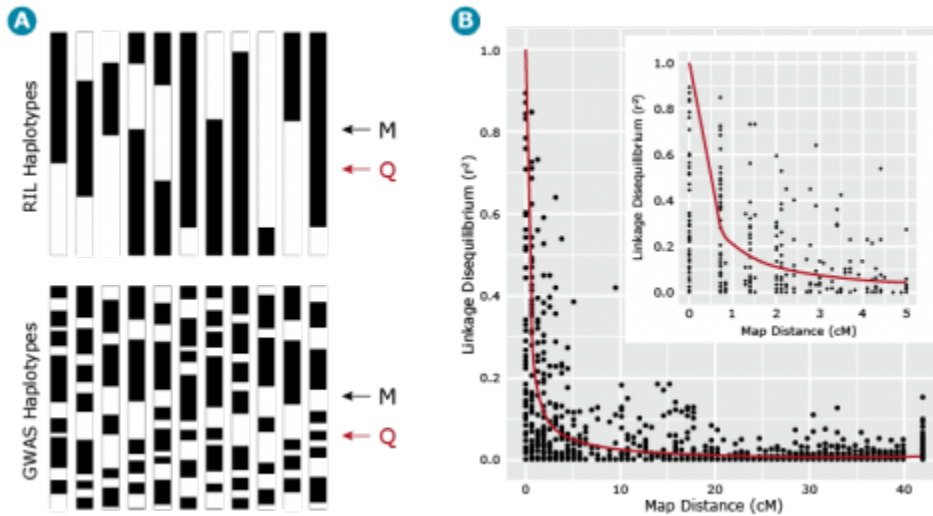 A
RIL Haplotypes
M
Q
GWAS Haplotypes
M
Q
B
Linkage Disequilibrium (r²)
1.0
0.8
0.6
0.4
0.2
0.0
0 10 20 30 40
Map Distance (cM)
Linkage Disequilibrium (r²)
1.0
0.8
0.6
0.4
0.2
0.0
0 1 2 3 4 5
Map Distance (cM)